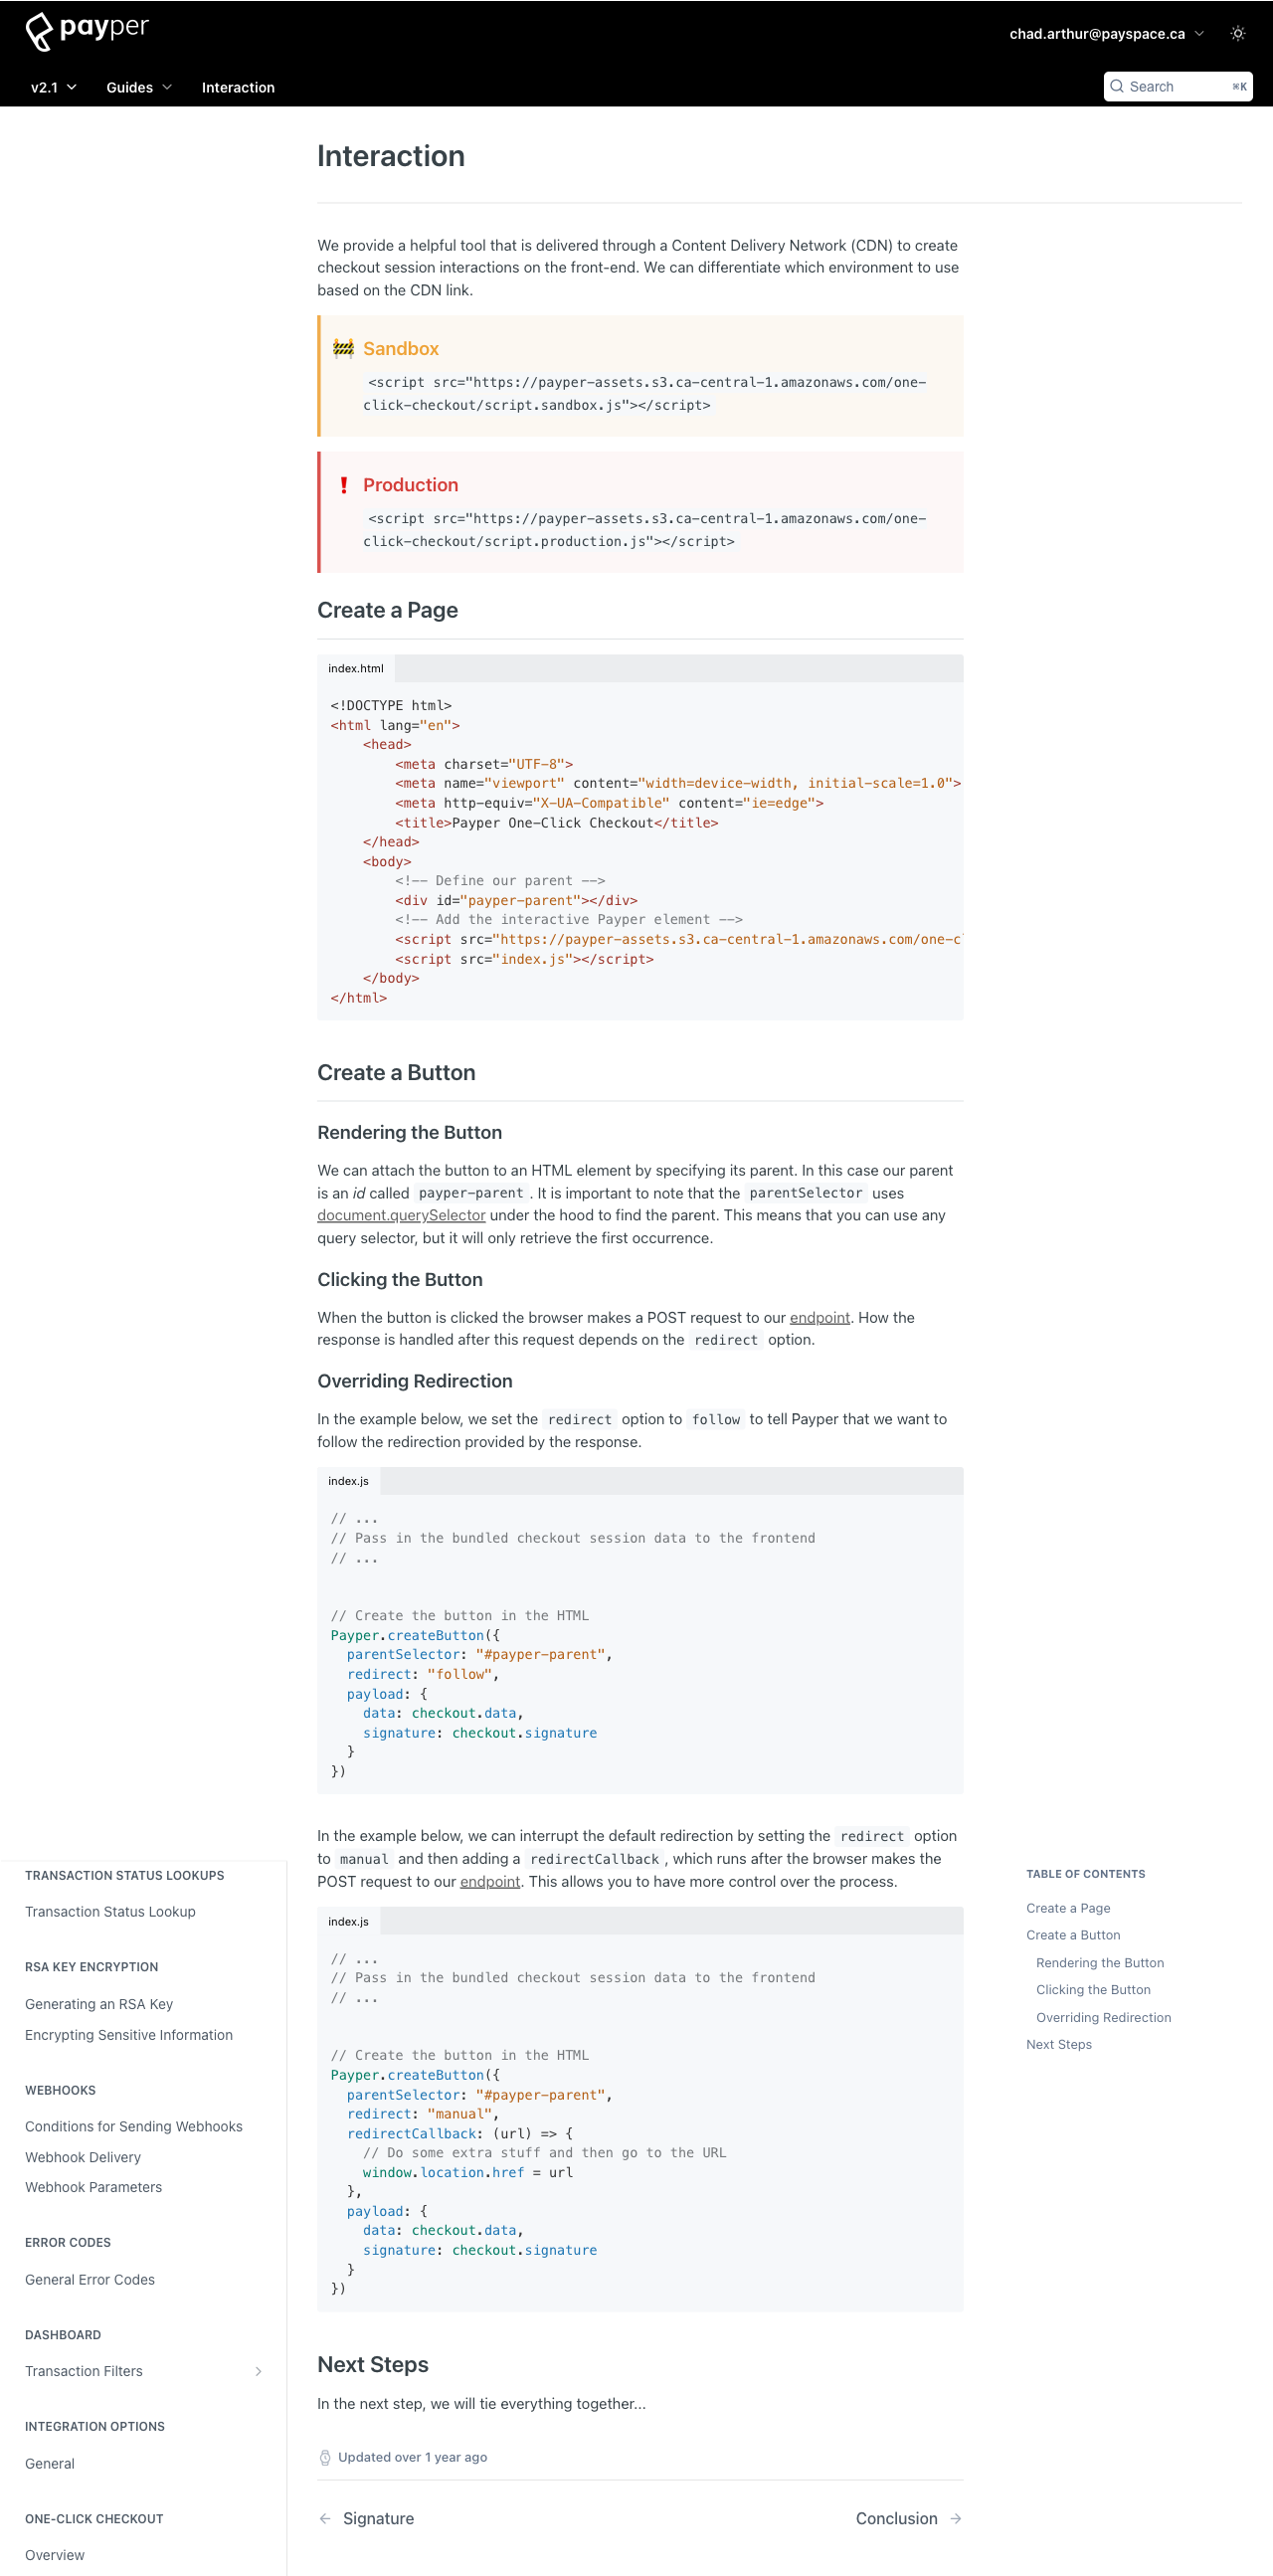 payper
chad.arthur@payspace.ca
v2.1
Guides
Interaction
Search
⌘K
Interaction
We provide a helpful tool that is delivered through a Content Delivery Network (CDN) to create
checkout session interactions on the front-end. We can differentiate which environment to use
based on the CDN link.
🚧 Sandbox
<script src="https://payper-assets.s3.ca-central-1.amazonaws.com/one-
click-checkout/script.sandbox.js"></script>
❗ Production
<script src="https://payper-assets.s3.ca-central-1.amazonaws.com/one-
click-checkout/script.production.js"></script>
Create a Page
index.html
<!DOCTYPE html>
<html lang="en">
    <head>
        <meta charset="UTF-8">
        <meta name="viewport" content="width=device-width, initial-scale=1.0">
        <meta http-equiv="X-UA-Compatible" content="ie=edge">
        <title>Payper One-Click Checkout</title>
    </head>
    <body>
        <!-- Define our parent -->
        <div id="payper-parent"></div>
        <!-- Add the interactive Payper element -->
        <script src="https://payper-assets.s3.ca-central-1.amazonaws.com/one-c
        <script src="index.js"></script>
    </body>
</html>
Create a Button
Rendering the Button
We can attach the button to an HTML element by specifying its parent. In this case our parent
is an id called payper-parent. It is important to note that the parentSelector uses
document.querySelector under the hood to find the parent. This means that you can use any
query selector, but it will only retrieve the first occurrence.
Clicking the Button
When the button is clicked the browser makes a POST request to our endpoint. How the
response is handled after this request depends on the redirect option.
Overriding Redirection
In the example below, we set the redirect option to follow to tell Payper that we want to
follow the redirection provided by the response.
index.js
// ...
// Pass in the bundled checkout session data to the frontend
// ...
// Create the button in the HTML
Payper.createButton({
  parentSelector: "#payper-parent",
  redirect: "follow",
  payload: {
    data: checkout.data,
    signature: checkout.signature
  }
})
In the example below, we can interrupt the default redirection by setting the redirect option
to manual and then adding a redirectCallback, which runs after the browser makes the
POST request to our endpoint. This allows you to have more control over the process.
index.js
// ...
// Pass in the bundled checkout session data to the frontend
// ...
// Create the button in the HTML
Payper.createButton({
  parentSelector: "#payper-parent",
  redirect: "manual",
  redirectCallback: (url) => {
    // Do some extra stuff and then go to the URL
    window.location.href = url
  },
  payload: {
    data: checkout.data,
    signature: checkout.signature
  }
})
Next Steps
In the next step, we will tie everything together...
Updated over 1 year ago
← Signature
Conclusion →
TRANSACTION STATUS LOOKUPS
Transaction Status Lookup
RSA KEY ENCRYPTION
Generating an RSA Key
Encrypting Sensitive Information
WEBHOOKS
Conditions for Sending Webhooks
Webhook Delivery
Webhook Parameters
ERROR CODES
General Error Codes
DASHBOARD
Transaction Filters
INTEGRATION OPTIONS
General
ONE-CLICK CHECKOUT
Overview
TABLE OF CONTENTS
Create a Page
Create a Button
Rendering the Button
Clicking the Button
Overriding Redirection
Next Steps